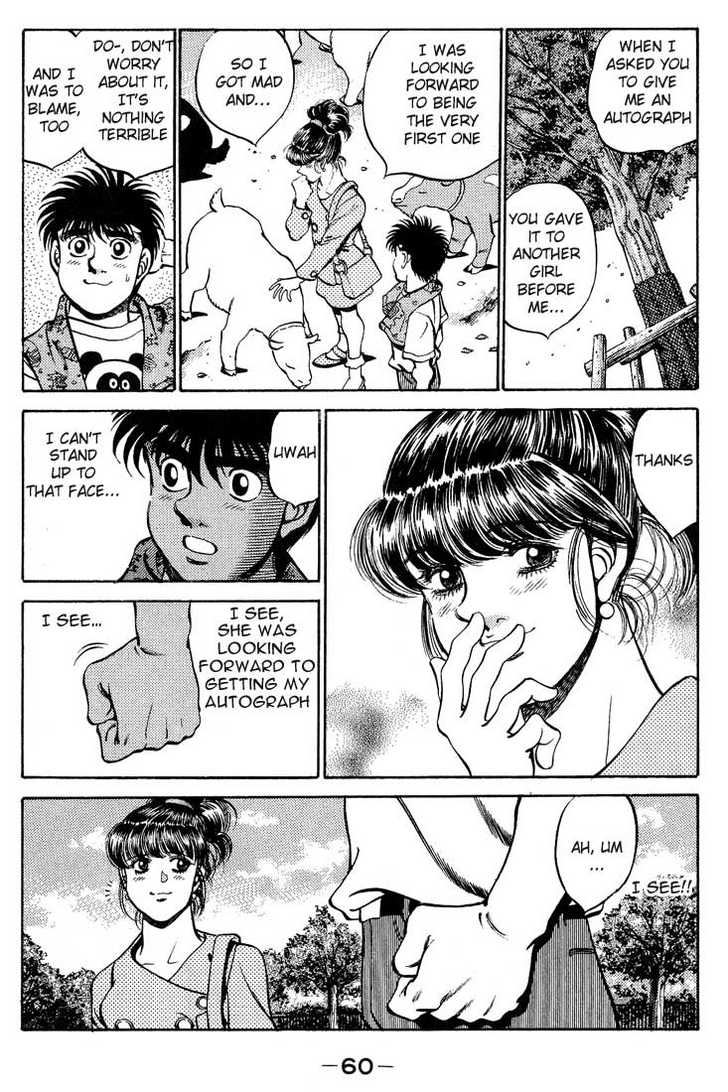 WHEN I
ASKED YOU
TO GIVE
ME AN
AUTOGRAPH
YOU GAVE
IT TO
ANOTHER
GIRL
BEFORE
ME...
I WAS
LOOKING
FORWARD
TO BEING
THE VERY
FIRST ONE
SO I
GOT MAD
AND...
DO-, DON'T
WORRY
ABOUT IT,
IT'S
NOTHING
TERRIBLE
AND I
WAS TO
BLAME,
TOO
THANKS
UWAH
I CAN'T
STAND
UP TO
THAT FACE...
I SEE,
SHE WAS
LOOKING
FORWARD TO
GETTING MY
AUTOGRAPH
I SEE...
AH, UM
...
I SEE!!
-60-